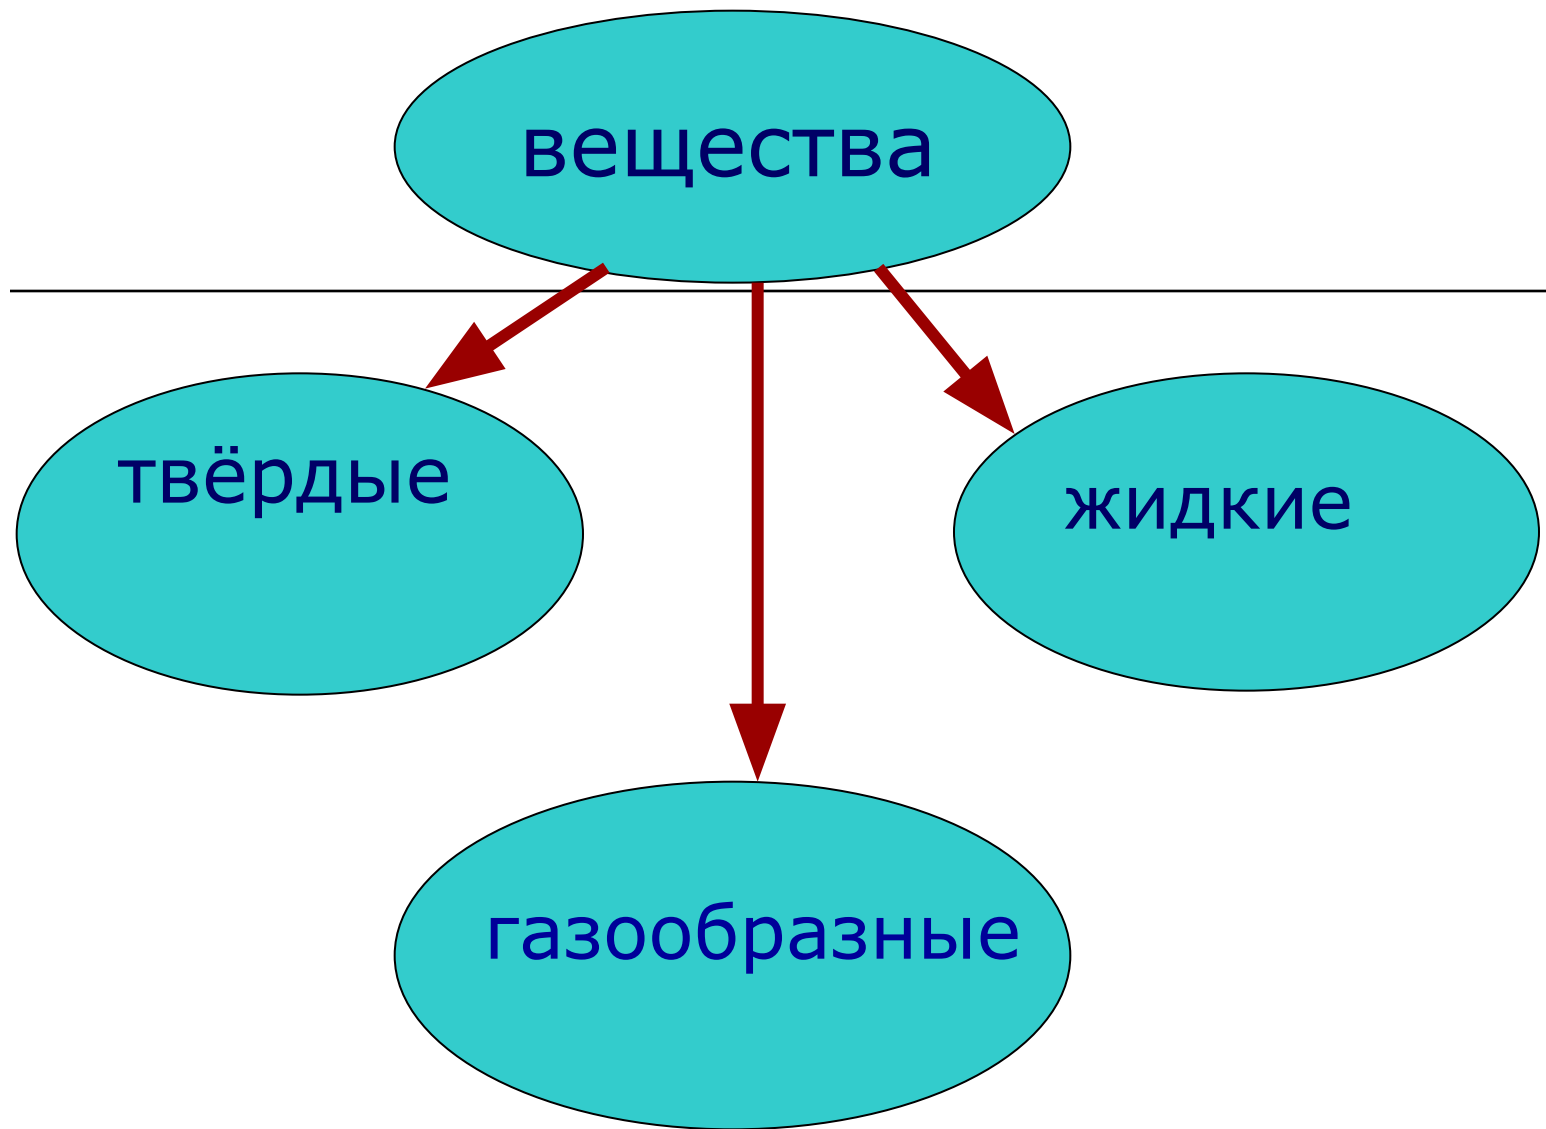 вещества
твёрдые
жидкие
газообразные